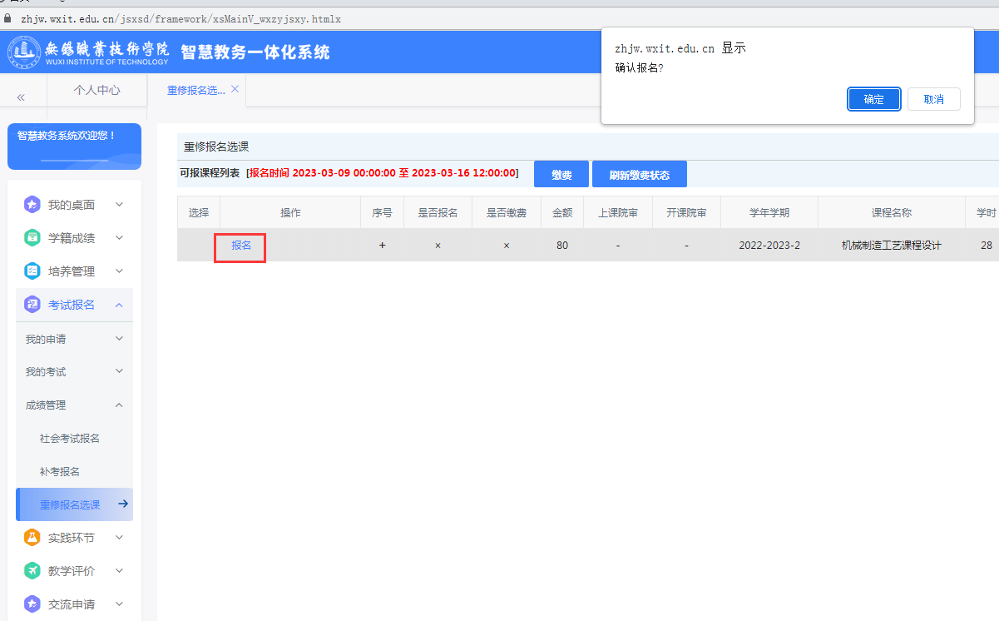 zhjw.wxit.edu.cn/jsxsd/framework/xsMainV_wxzyjsxy.htmlx
無錫職業技術學院
WUXI INSTITUTE OF TECHNOLOGY
智慧教务一体化系统
zhjw.wxit.edu.cn 显示
确认报名?
确定 取消
« 个人中心 重修报名选... ×
智慧教务系统欢迎您！
我的桌面
学籍成绩
培养管理
考试报名
我的申请
我的考试
成绩管理
社会考试报名
补考报名
重修报名选课
实践环节
教学评价
交流申请
重修报名选课
可报课程列表 [报名时间 2023-03-09 00:00:00 至 2023-03-16 12:00:00] 缴费 刷新缴费状态
选择 操作 序号 是否报名 是否缴费 金额 上课院审 开课院审 学年学期 课程名称 学时
报名 + × × 80 - - 2022-2023-2 机械制造工艺课程设计 28